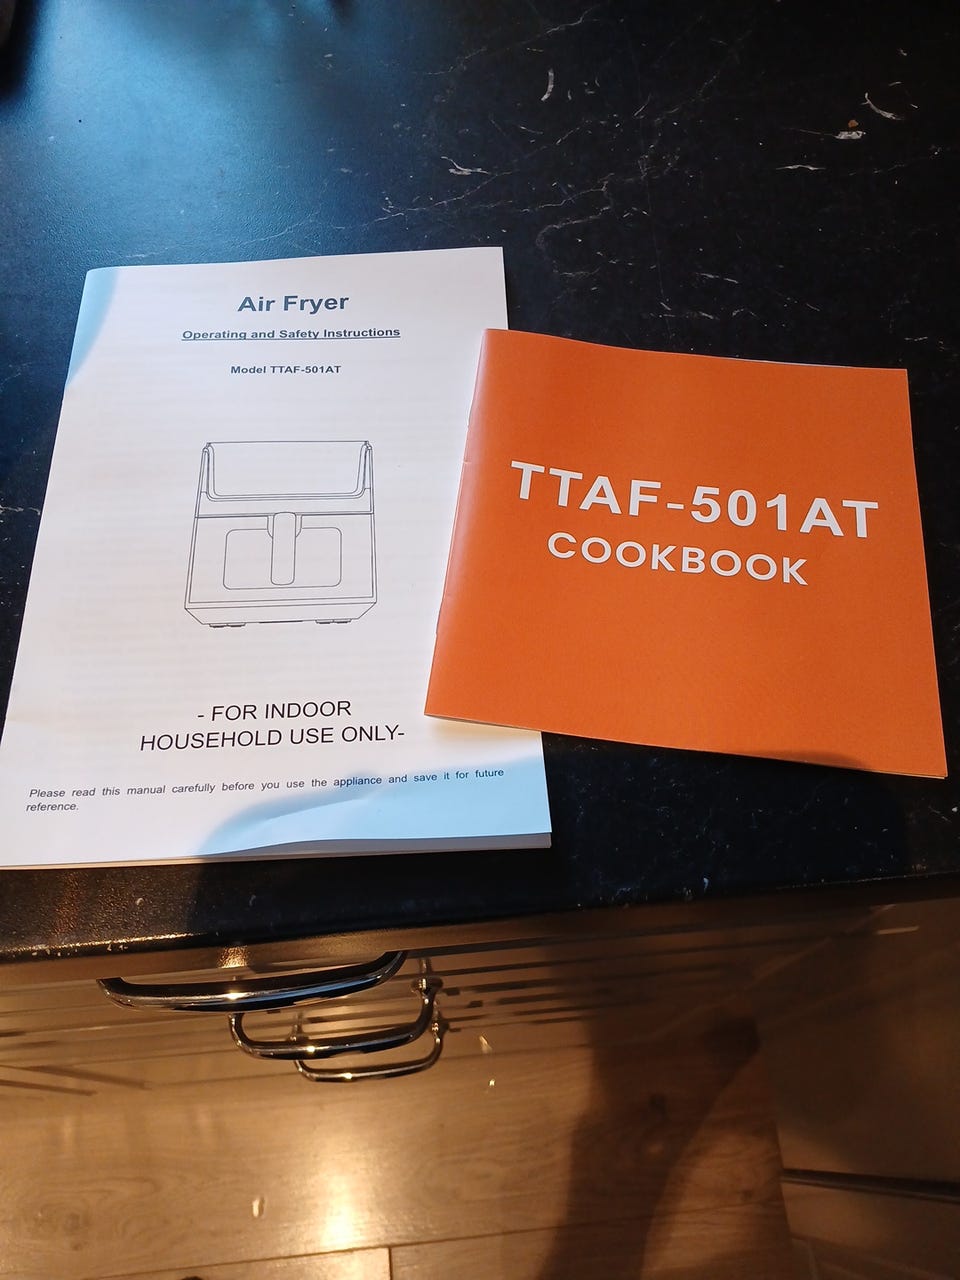 Air Fryer
Operating and Safety Instructions
Model TTAF-501AT
- FOR INDOOR
HOUSEHOLD USE ONLY-
Please read this manual carefully before you use the appliance and save it for future
reference.
TTAF-501AT
COOKBOOK